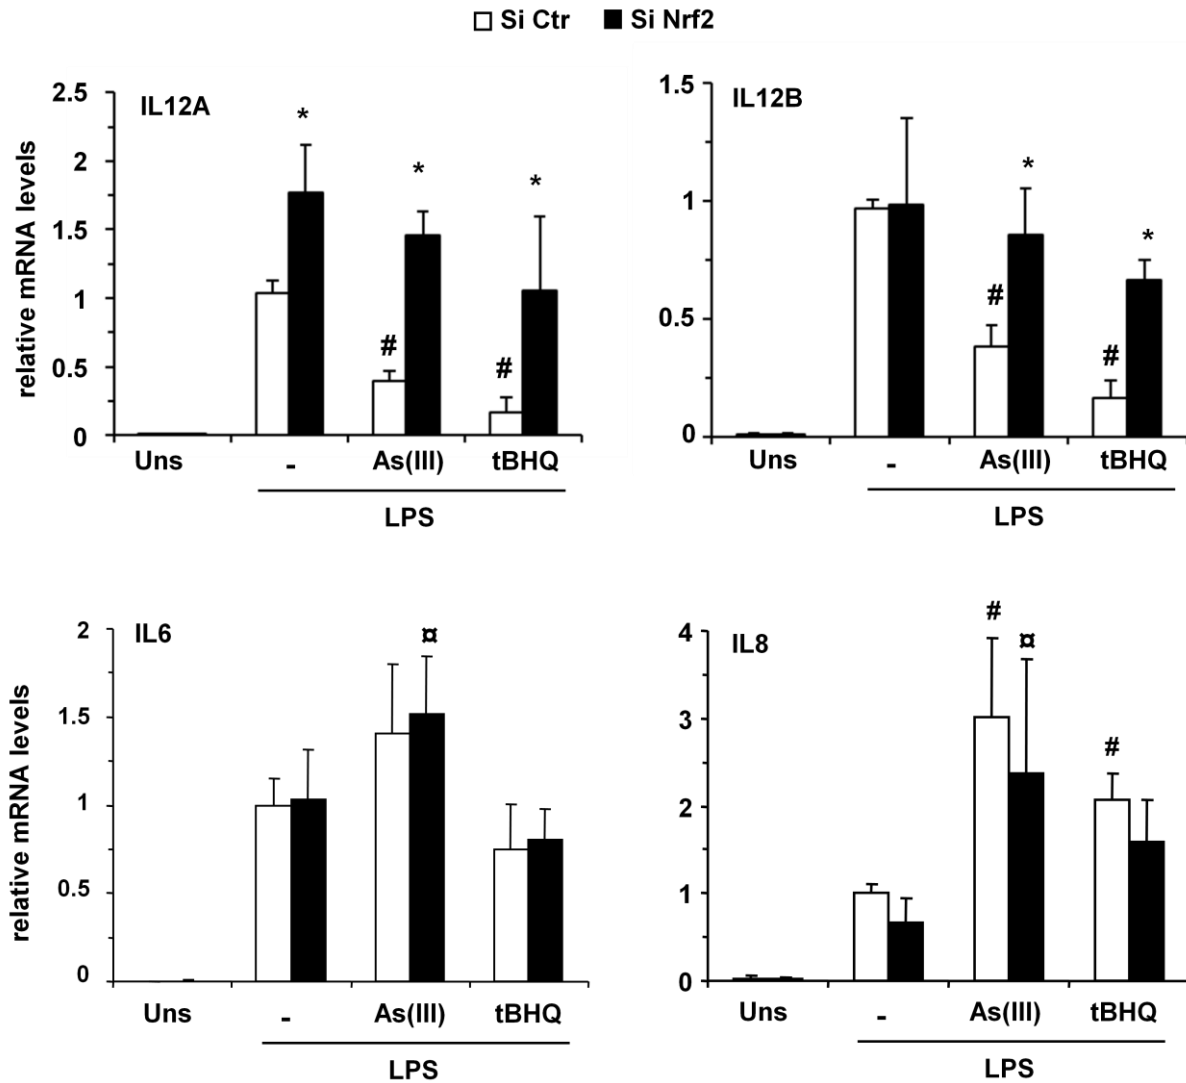 Si Ctr Si Nrf2
IL12A
relative mRNA levels
2.5
2
1.5
1
0.5
0
*
*
*
#
#
Uns - As(III) tBHQ
LPS
IL12B
1.5
1
0.5
0
*
*
#
#
Uns - As(III) tBHQ
LPS
IL6
relative mRNA levels
2
1.5
1
0.5
0
¤
Uns - As(III) tBHQ
LPS
IL8
4
3
2
1
0
#
¤
#
Uns - As(III) tBHQ
LPS